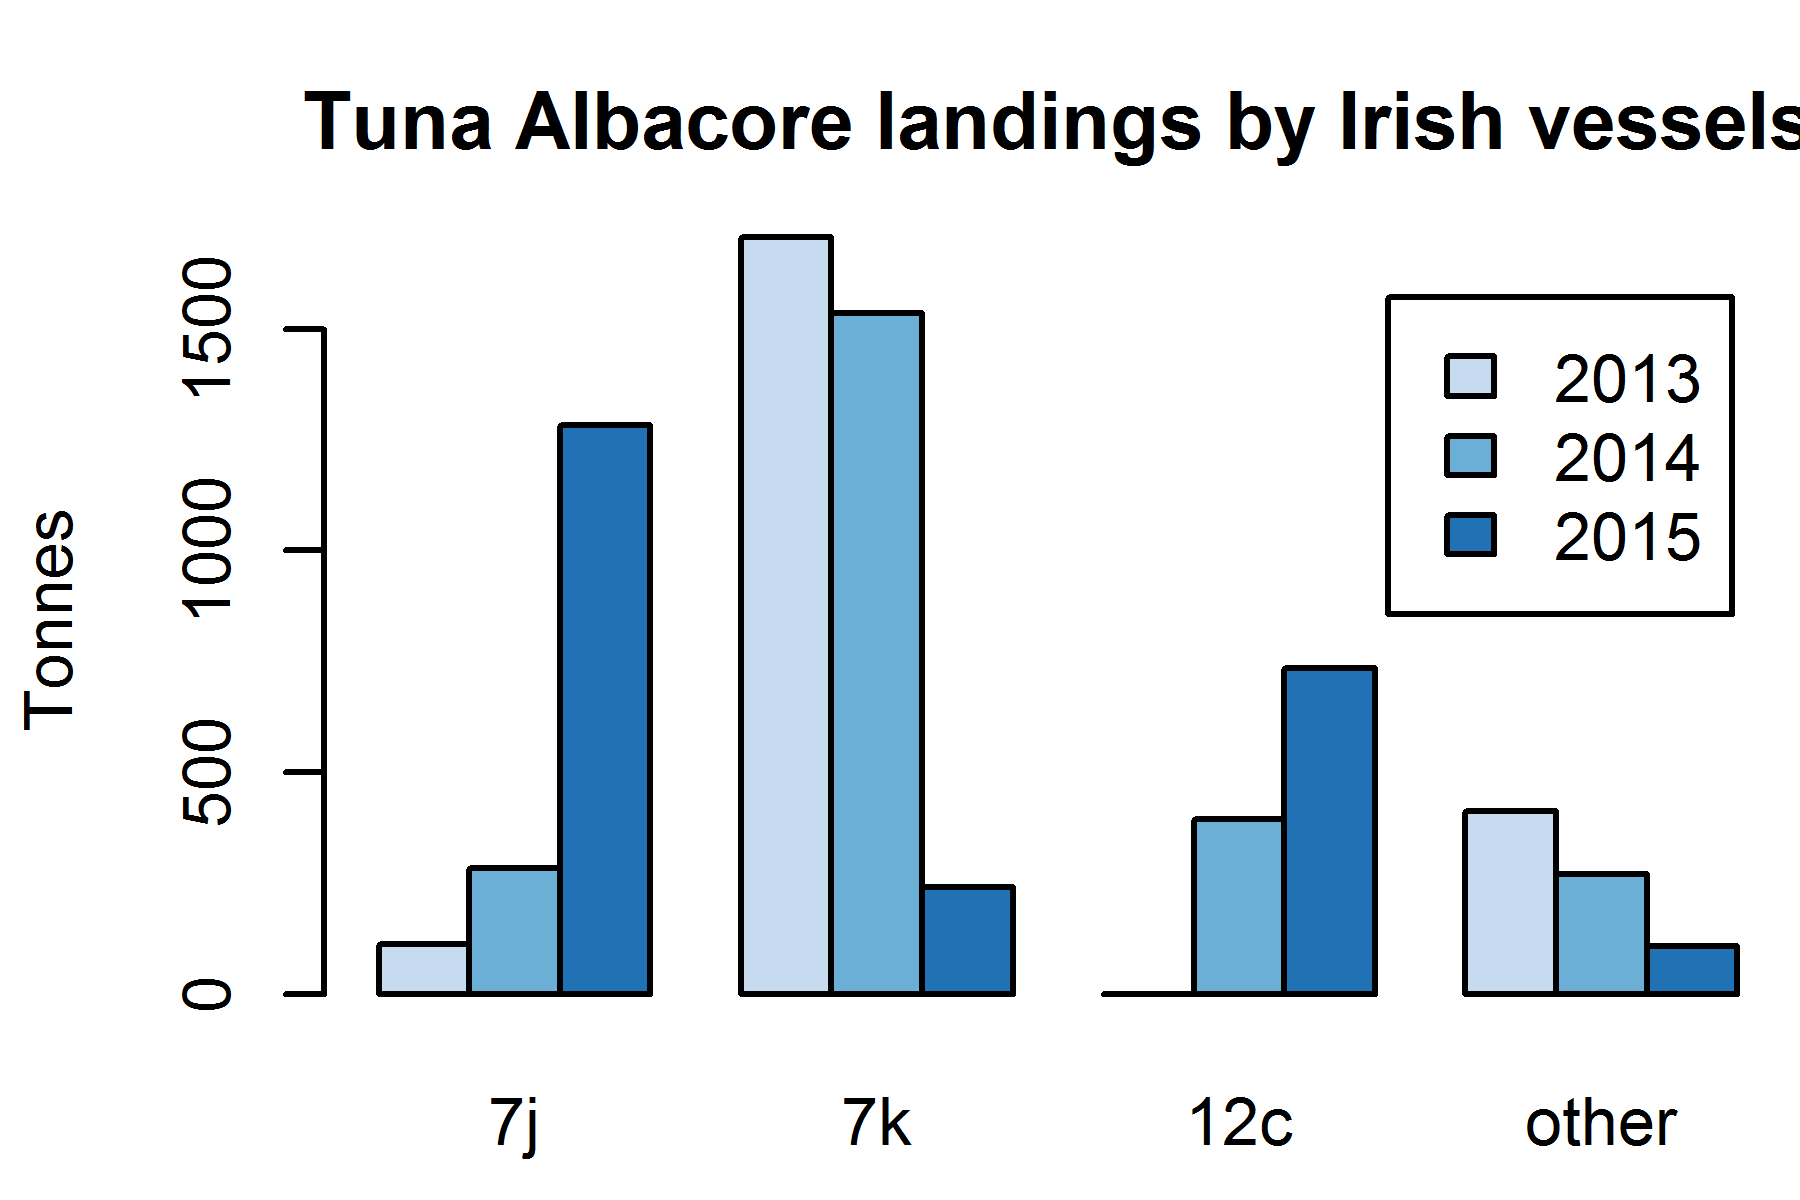 Tuna Albacore landings by Irish vessels
Tonnes
1500
1000
500
0
2013
2014
2015
7j
7k
12c
other